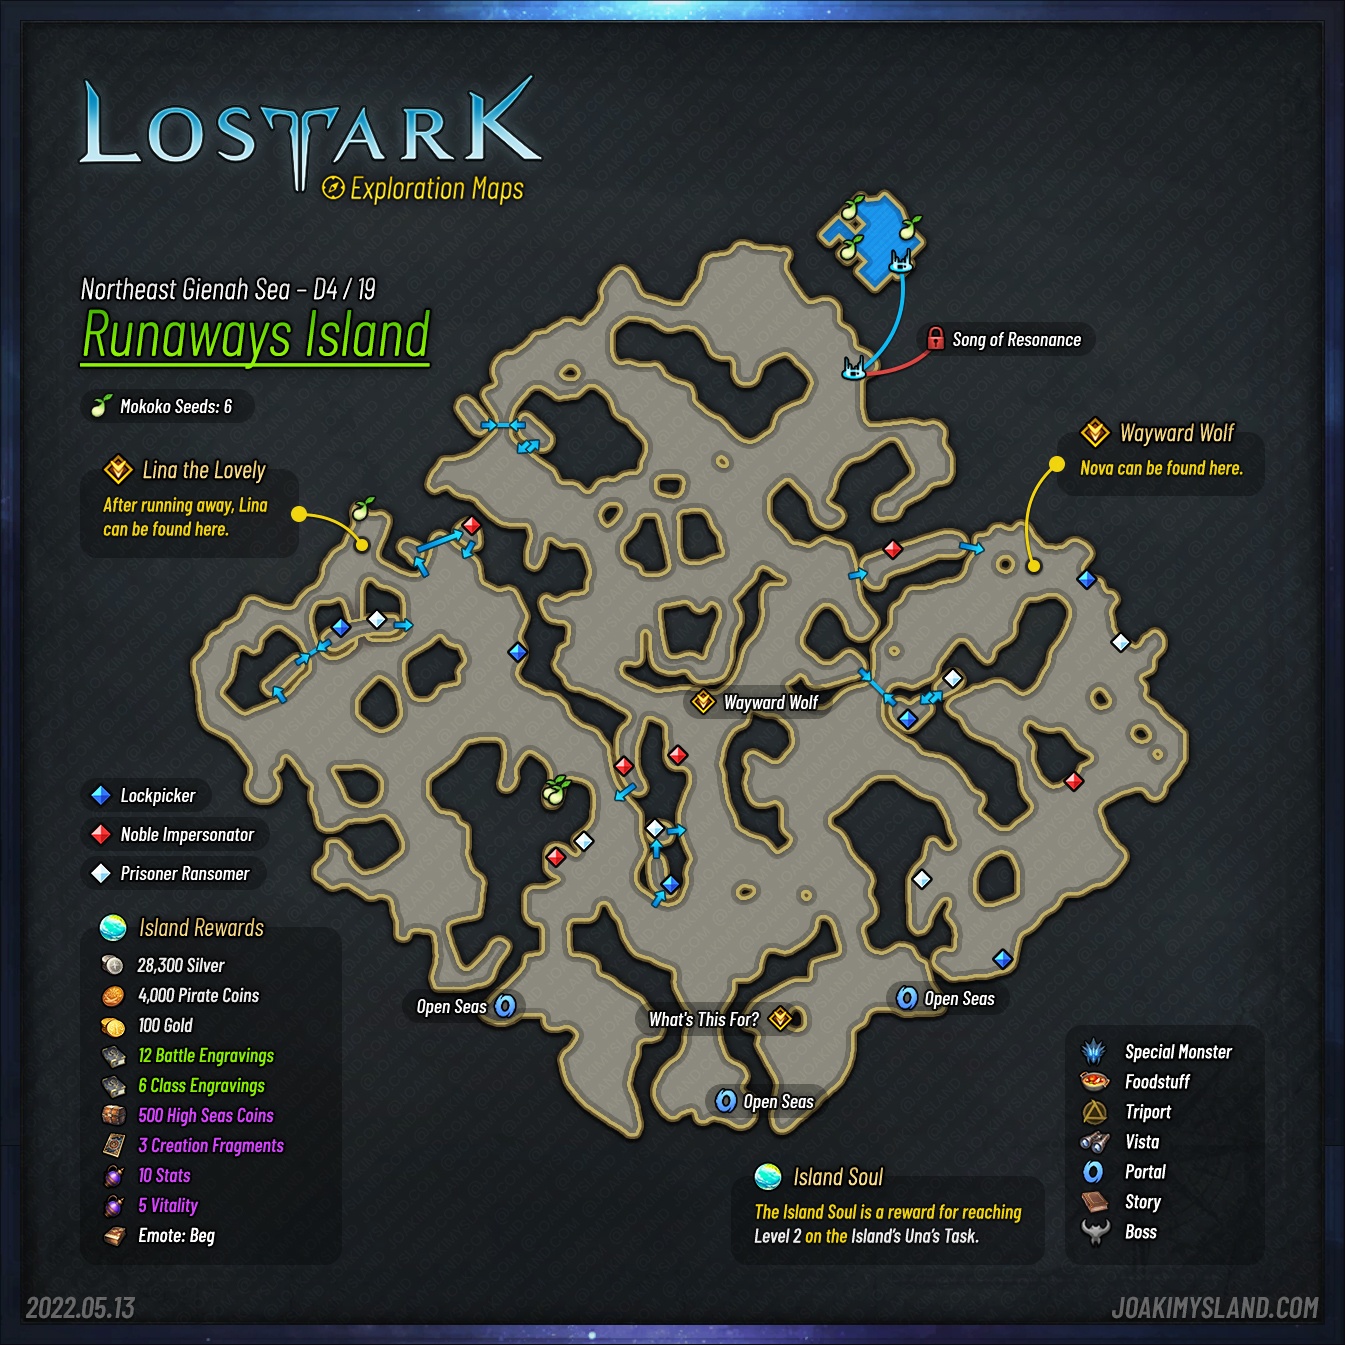 LOSTARK
Exploration Maps
Northeast Gienah Sea – D4 / 19
Runaways Island
Mokoko Seeds: 6
Song of Resonance
Wayward Wolf
Nova can be found here.
Lina the Lovely
After running away, Lina
can be found here.
Wayward Wolf
Lockpicker
Noble Impersonator
Prisoner Ransomer
Island Rewards
28,300 Silver
4,000 Pirate Coins
100 Gold
12 Battle Engravings
6 Class Engravings
500 High Seas Coins
3 Creation Fragments
10 Stats
5 Vitality
Emote: Beg
Open Seas
What's This For?
Open Seas
Open Seas
Island Soul
The Island Soul is a reward for reaching
Level 2 on the Island's Una's Task.
Special Monster
Foodstuff
Triport
Vista
Portal
Story
Boss
2022.05.13
JOAKIMYSLAND.COM